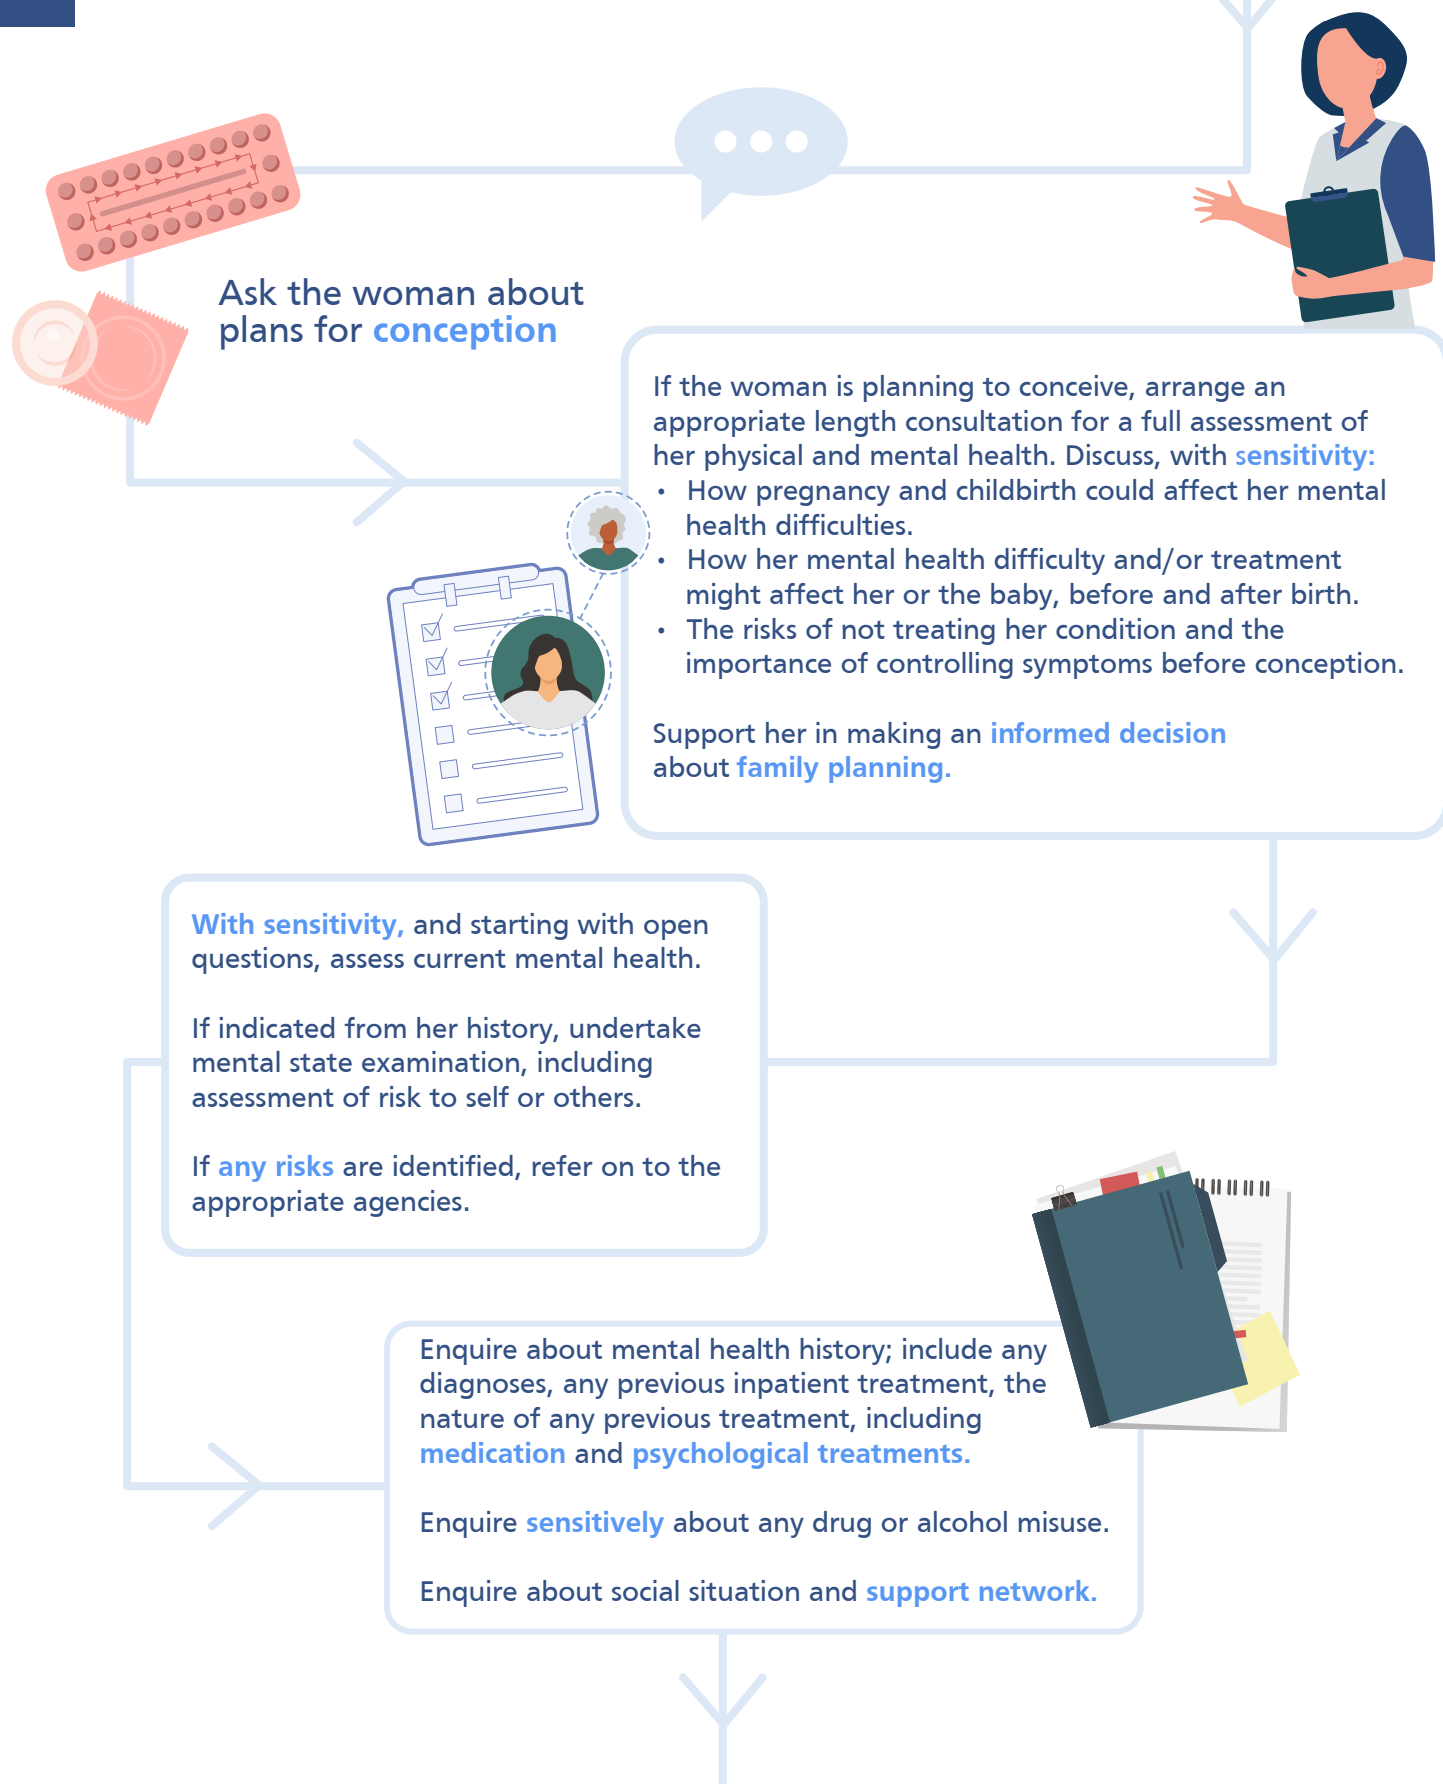 Ask the woman about
plans for conception
If the woman is planning to conceive, arrange an
appropriate length consultation for a full assessment of
her physical and mental health. Discuss, with sensitivity:
• How pregnancy and childbirth could affect her mental
health difficulties.
• How her mental health difficulty and/or treatment
might affect her or the baby, before and after birth.
• The risks of not treating her condition and the
importance of controlling symptoms before conception.
Support her in making an informed decision
about family planning.
With sensitivity, and starting with open
questions, assess current mental health.
If indicated from her history, undertake
mental state examination, including
assessment of risk to self or others.
If any risks are identified, refer on to the
appropriate agencies.
Enquire about mental health history; include any
diagnoses, any previous inpatient treatment, the
nature of any previous treatment, including
medication and psychological treatments.
Enquire sensitively about any drug or alcohol misuse.
Enquire about social situation and support network.